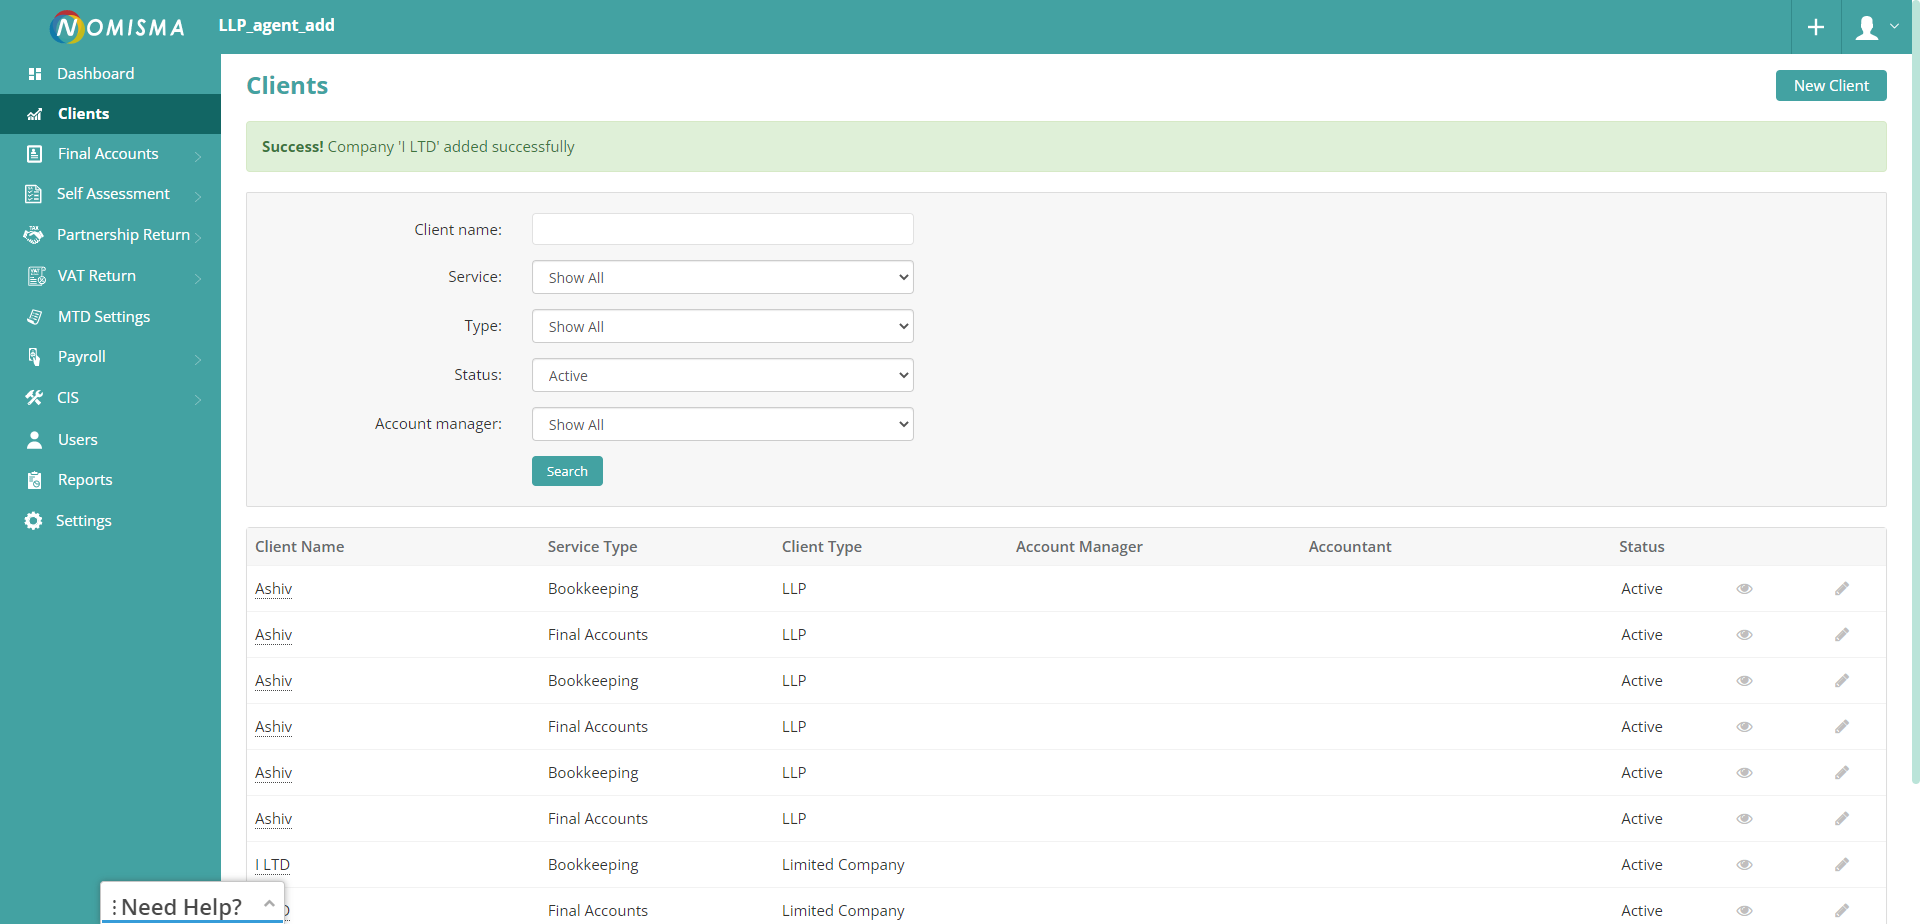 NOMISMA
LLP_agent_add
Dashboard
Clients
Final Accounts
Self Assessment
Partnership Return
VAT Return
MTD Settings
Payroll
CIS
Users
Reports
Settings
Clients
New Client
Success! Company 'I LTD' added successfully
Client name:
Service: Show All
Type: Show All
Status: Active
Account manager: Show All
Search
Client Name Service Type Client Type Account Manager Accountant Status
Ashiv Bookkeeping LLP Active
Ashiv Final Accounts LLP Active
Ashiv Bookkeeping LLP Active
Ashiv Final Accounts LLP Active
Ashiv Bookkeeping LLP Active
Ashiv Final Accounts LLP Active
I LTD Bookkeeping Limited Company Active
Final Accounts Limited Company Active
Need Help?